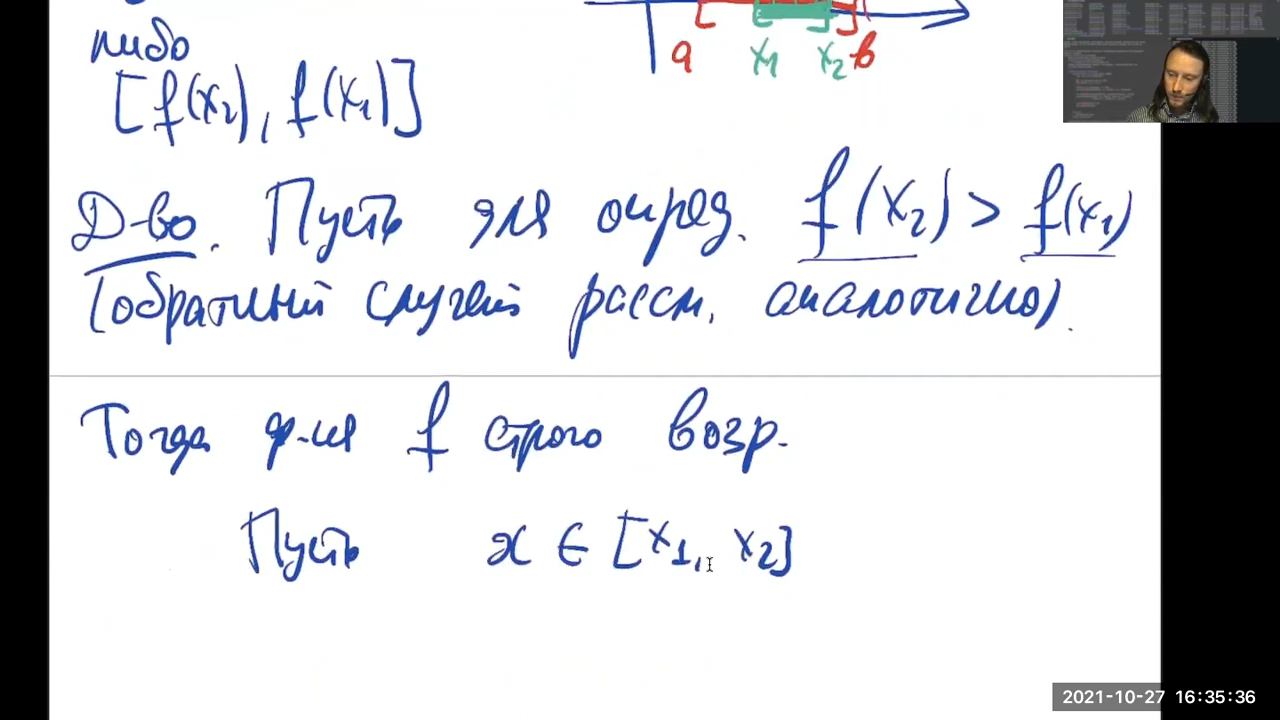 либо
a x₁ x₂ b
[f(x₂), f(x₁)]
Д-во. Пусть для опред. f(x₂) > f(x₁)
(обратный случай рассм. аналогично).
Тогда ф-ия f строго возр.
Пусть x ∈ [x₁, x₂]
2021-10-27 16:35:36